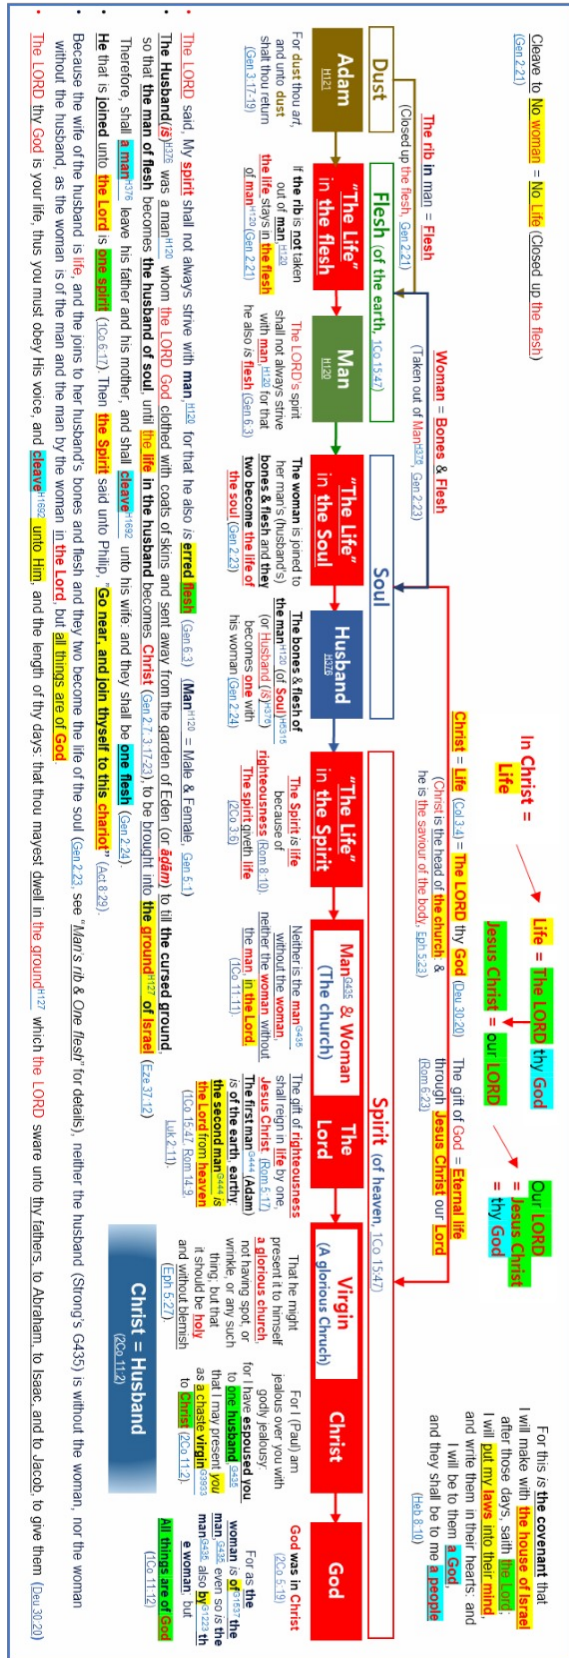 Cleave to No woman = No Life (Closed up the flesh)
(Gen 2:21)
The rib in man = Flesh
(Closed up the flesh, Gen 2:21)
Woman = Bones & Flesh
(Taken out of ManH376, Gen 2:23)
In Christ =
Life
Life = The LORD thy God
Jesus Christ = our LORD
Our LORD
= Jesus Christ
= thy God
Christ = Life (Col 3:4) = The LORD thy God (Deu 30:20)
(Christ is the head of the church: &
he is the saviour of the body, Eph 5:23)
The gift of God = Eternal life
through Jesus Christ our Lord
(Rom 6:23)
For this is the covenant that
I will make with the house of Israel
after those days, saith the Lord;
I will put my laws into their mind,
and write them in their hearts: and
I will be to them a God,
and they shall be to me a people
(Heb 8:10)
Dust
Flesh (of the earth, 1Co 15:47)
Soul
Spirit (of heaven, 1Co 15:47)
Adam
H121
"The Life"
in the flesh
Man
H120
"The Life"
in the Soul
Husband
H376
"The Life"
in the Spirit
ManG435 & Woman
(The church)
The
Lord
Virgin
(A glorious Chruch)
Christ
God
For dust thou art,
and unto dust
shalt thou return
(Gen 3:17-19)
If the rib is not taken
out of man,H120
the life stays in the flesh
of manH120 (Gen 2:21)
The LORD's spirit
shall not always strive
with man,H120 for that
he also is flesh (Gen 6:3)
The woman is joined to
her man's (husband's)
bones & flesh and they
two become the life of
the soul (Gen 2:23)
The bones & flesh of
the manH120 (of Soul)H5315
(or Husband (îš)H376)
becomes one with
his woman (Gen 2:24)
The Spirit is life
because of
righteousness (Rom 8:10).
The spirit giveth life
(2Co 3:6)
Neither is the manG435
without the woman,
neither the woman without
the man, in the Lord.
(1Co 11:11)
The gift of righteousness
shall reign in life by one,
Jesus Christ (Rom 5:17)
The first manG444 (Adam)
is of the earth, earthy:
the second manG444 is
the Lord from heaven
(1Co 15:47, Rom 14:9,
Luk 2:11).
That he might
present it to himself
a glorious church,
not having spot, or
wrinkle, or any such
thing; but that
it should be holy
and without blemish
(Eph 5:27).
For I (Paul) am
jealous over you with
godly jealousy:
for I have espoused you
to one husband,G435
that I may present you
as a chaste virginG3933
to Christ (2Co 11:2).
God was in Christ
(2Co 5:19)
For as the
woman is ofG1537 the
man,G435 even so is the
manG435 also byG1223 th
e woman; but
All things are of God
(1Co 11:12)
Christ = Husband
(2Co 11:2)
• The LORD said, My spirit shall not always strive with man,H120 for that he also is erred flesh (Gen 6:3) (ManH120 = Male & Female, Gen 5:1)
The Husband(îš)H376 was a manH120 whom the LORD God clothed with coats of skins and sent away from the garden of Eden (or ăḏām) to till the cursed ground,
so that the man of flesh becomes the husband of soul, until the life in the husband becomes Christ (Gen 2:7, 3:17-23) to be brought into the groundH127 of Israel (Eze 37:12)
Therefore, shall a manH376 leave his father and his mother, and shall cleaveH1692 unto his wife: and they shall be one flesh (Gen 2:24).
• He that is joined unto the Lord is one spirit (1Co 6:17). Then the Spirit said unto Philip, "Go near, and join thyself to this chariot" (Act 8:29).
Because the wife of the husband is life, and the joins to her husband's bones and flesh and they two become the life of the soul (Gen 2:23, see "Man's rib & One flesh" for details), neither the husband (Strong's G435) is without the woman, nor the woman
without the husband, as the woman is of the man and the man by the woman in the Lord, but all things are of God.
• The LORD thy God is your life, thus you must obey His voice, and cleaveH1692 unto Him, and the length of thy days: that thou mayest dwell in the groundH127 which the LORD sware unto thy fathers, to Abraham, to Isaac, and to Jacob, to give them (Deu 30:20)